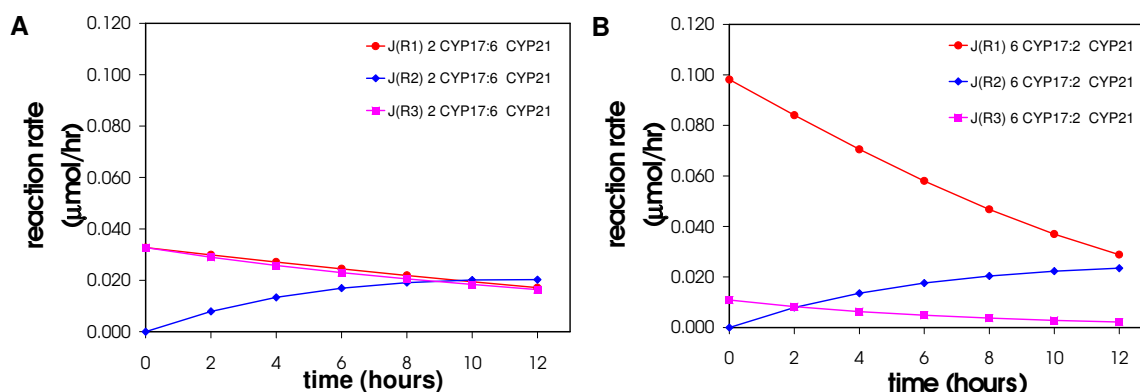 A
0.120
0.100
0.080
0.060
0.040
0.020
0.000
reaction rate
(μmol/hr)
J(R1) 2 CYP17:6 CYP21
J(R2) 2 CYP17:6 CYP21
J(R3) 2 CYP17:6 CYP21
0 2 4 6 8 10 12
time (hours)
B
0.120
0.100
0.080
0.060
0.040
0.020
0.000
reaction rate
(μmol/hr)
J(R1) 6 CYP17:2 CYP21
J(R2) 6 CYP17:2 CYP21
J(R3) 6 CYP17:2 CYP21
0 2 4 6 8 10 12
time (hours)